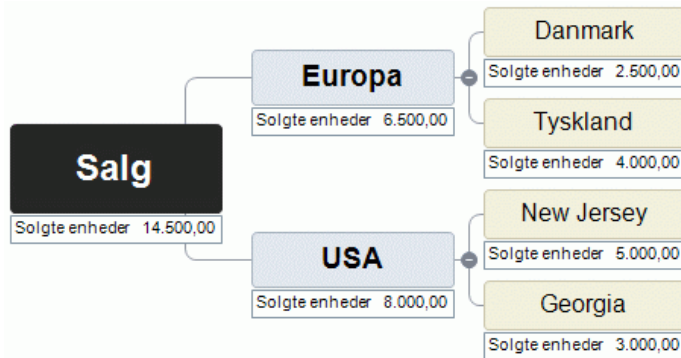 Salg
Solgte enheder 14.500,00
Europa
Solgte enheder 6.500,00
Danmark
Solgte enheder 2.500,00
Tyskland
Solgte enheder 4.000,00
USA
Solgte enheder 8.000,00
New Jersey
Solgte enheder 5.000,00
Georgia
Solgte enheder 3.000,00